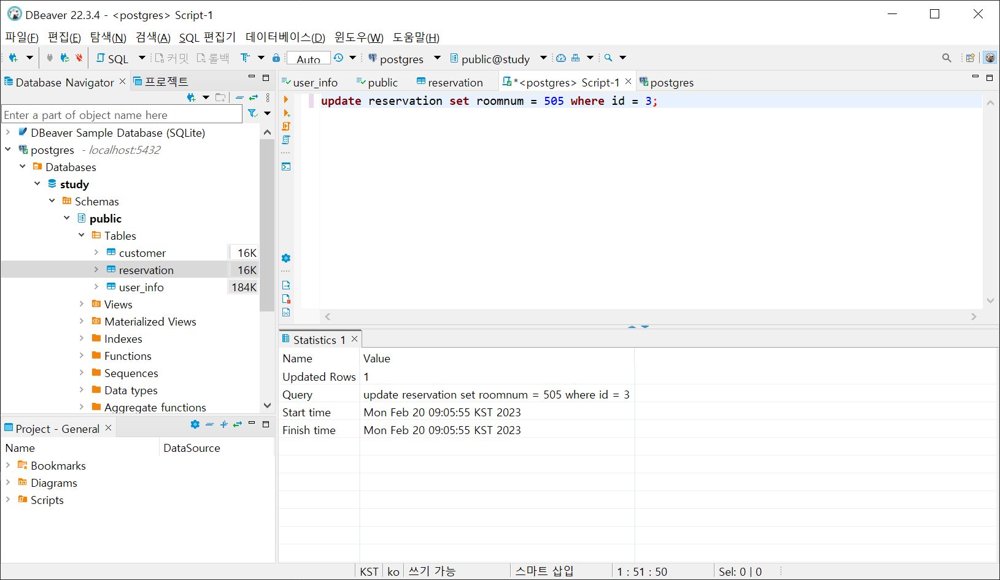 DBeaver 22.3.4 - <postgres> Script-1
파일(F) 편집(E) 탐색(N) 검색(A) SQL 편집기 데이터베이스(D) 윈도우(W) 도움말(H)
SQL 커밋 롤백 Auto postgres public@study
Database Navigator 프로젝트
Enter a part of object name here
DBeaver Sample Database (SQLite)
postgres - localhost:5432
Databases
study
Schemas
public
Tables
customer 16K
reservation 16K
user_info 184K
Views
Materialized Views
Indexes
Functions
Sequences
Data types
Aggregate functions
Project - General
Name DataSource
Bookmarks
Diagrams
Scripts
user_info public reservation *<postgres> Script-1 postgres
update reservation set roomnum = 505 where id = 3;
Statistics 1
Name Value
Updated Rows 1
Query update reservation set roomnum = 505 where id = 3
Start time Mon Feb 20 09:05:55 KST 2023
Finish time Mon Feb 20 09:05:55 KST 2023
KST ko 쓰기 가능 스마트 삽입 1 : 51 : 50 Sel: 0 | 0